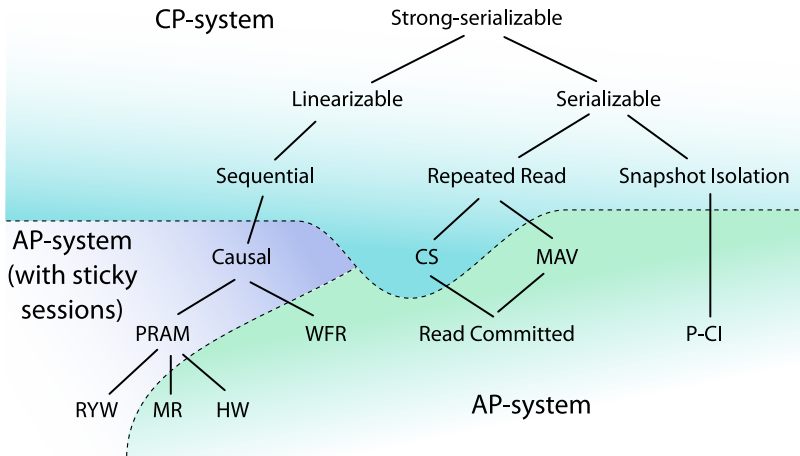 CP-system
Strong-serializable
Linearizable
Serializable
Sequential
Repeated Read
Snapshot Isolation
AP-system
(with sticky
sessions)
Causal
CS
MAV
PRAM
WFR
Read Committed
P-CI
RYW
MR
HW
AP-system